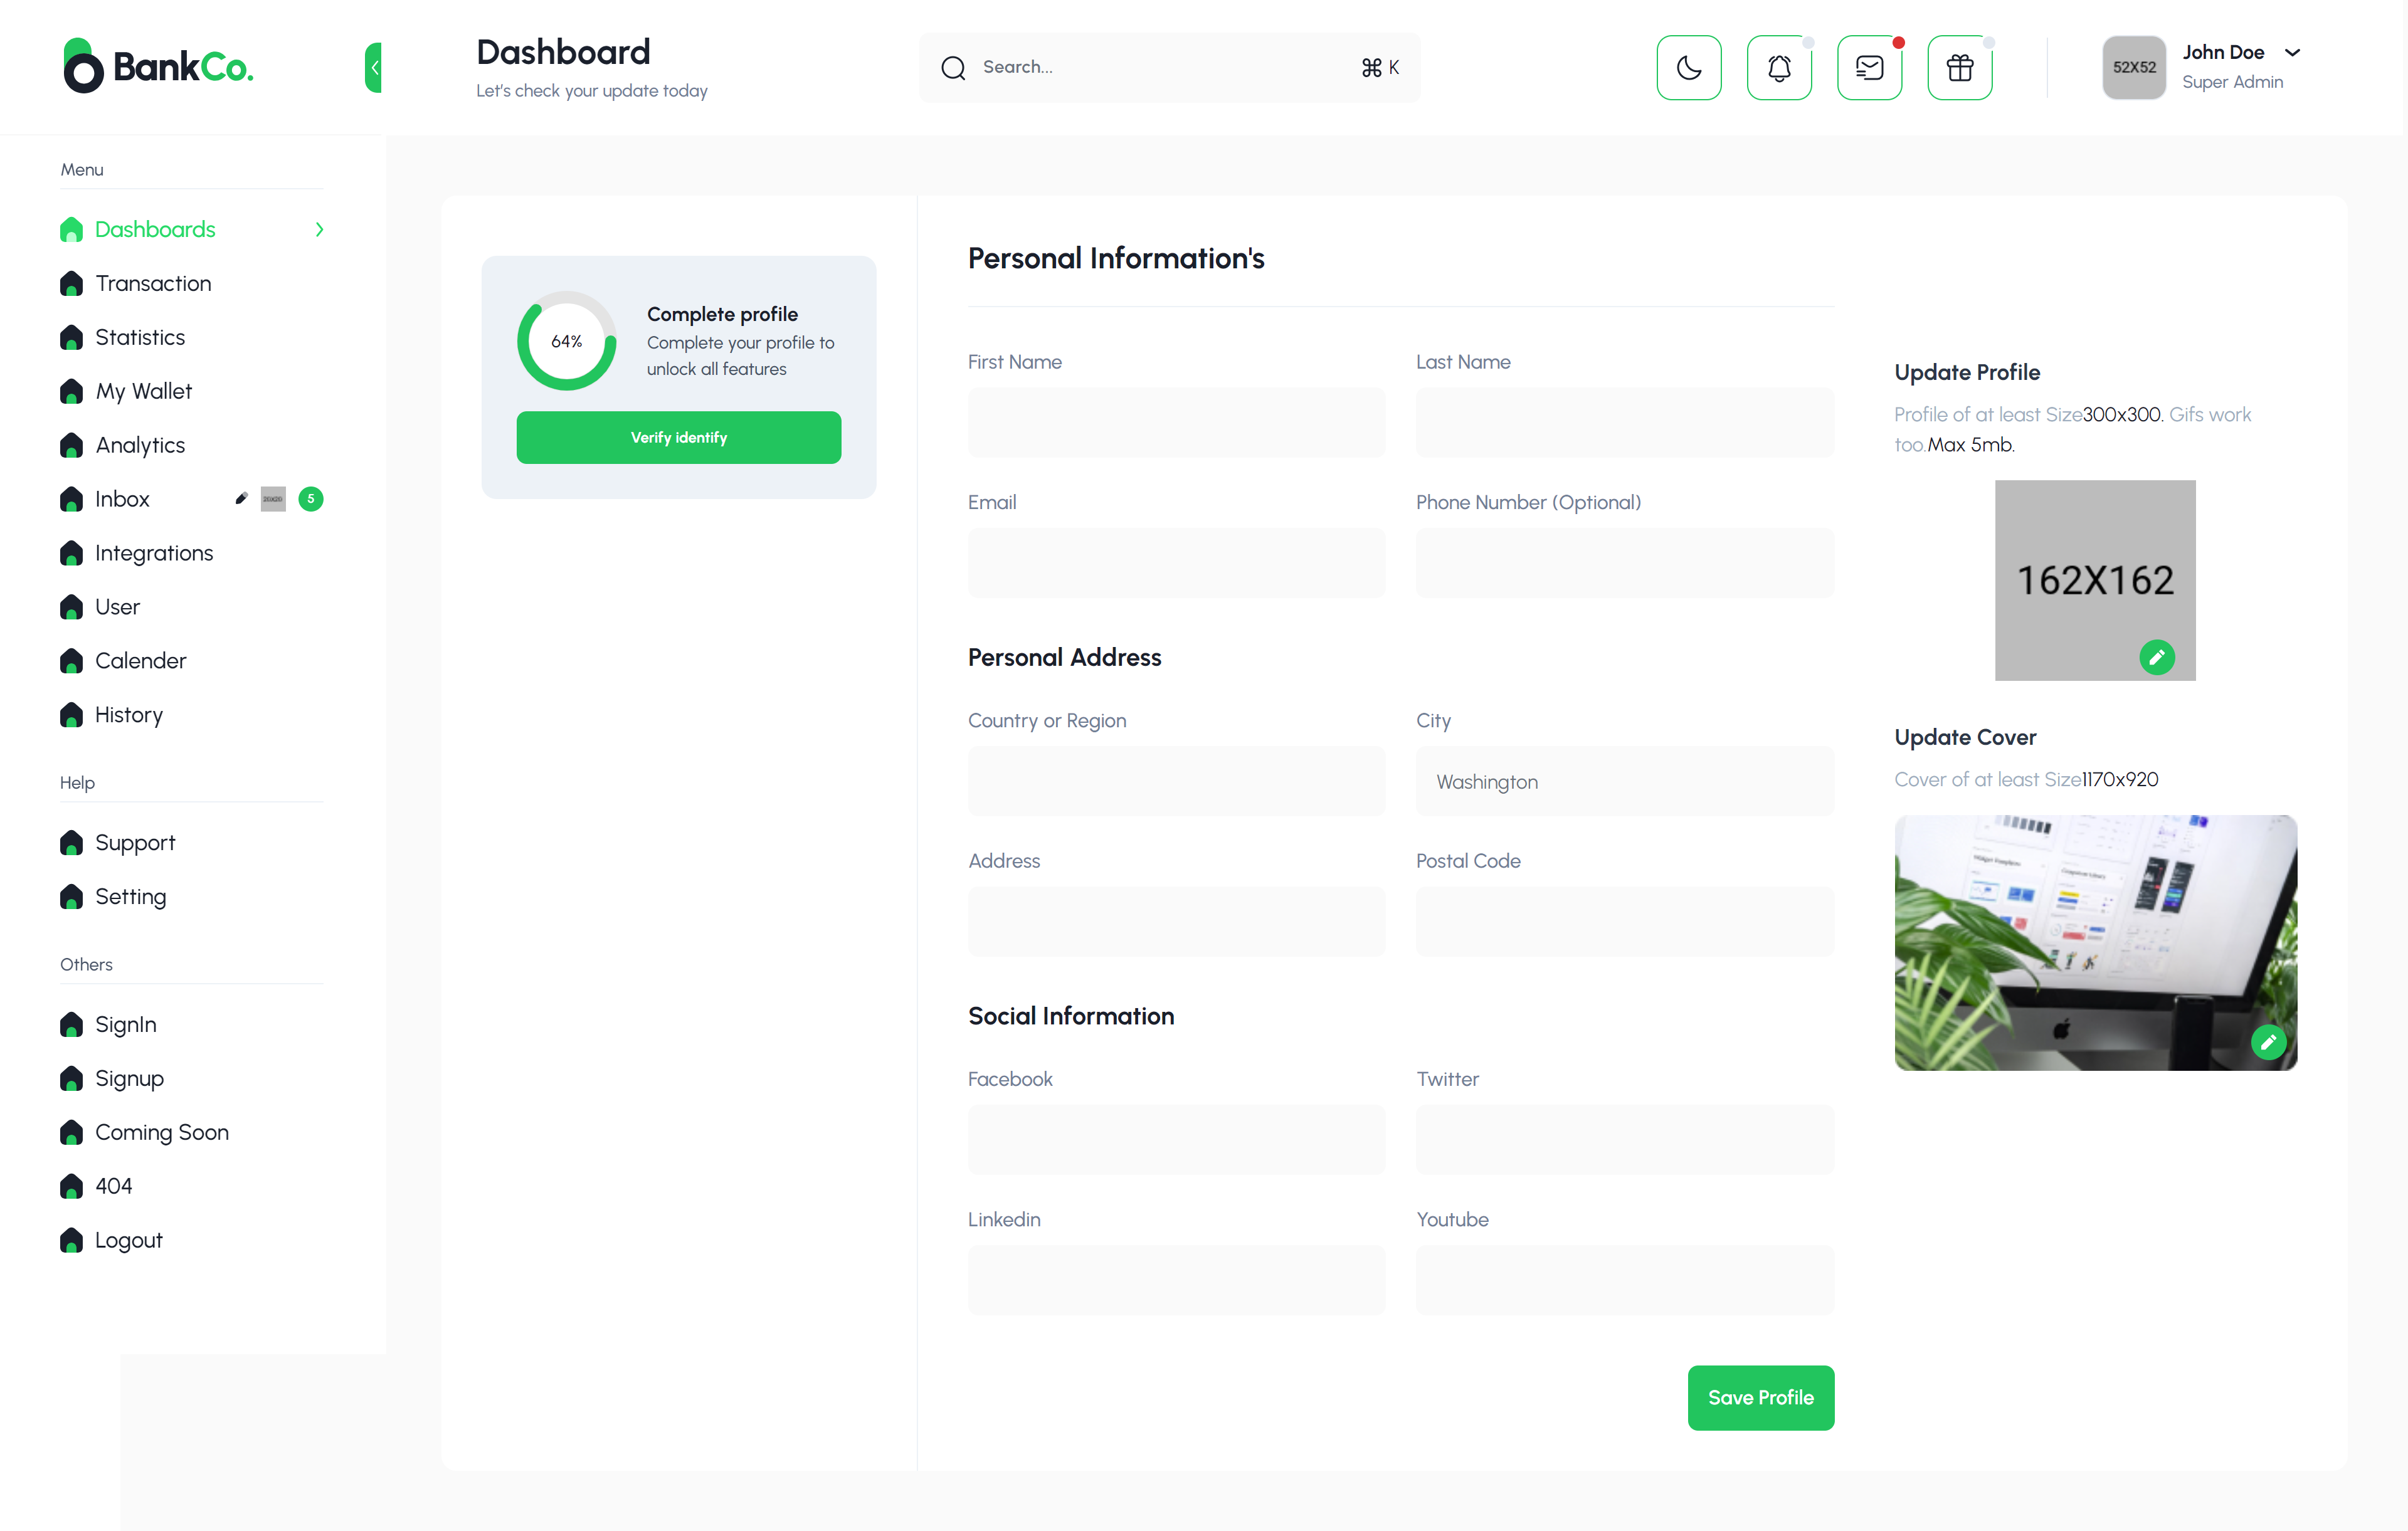 BankCo.
Dashboard
Let's check your update today
Search...
⌘ K
52X52
John Doe
Super Admin
Menu
Dashboards
Transaction
Statistics
My Wallet
Analytics
Inbox
20X20
5
Integrations
User
Calender
History
Help
Support
Setting
Others
SignIn
Signup
Coming Soon
404
Logout
64%
Complete profile
Complete your profile to
unlock all features
Verify identify
Personal Information's
First Name
Last Name
Email
Phone Number (Optional)
Personal Address
Country or Region
City
Washington
Address
Postal Code
Social Information
Facebook
Twitter
Linkedin
Youtube
Save Profile
Update Profile
Profile of at least Size300x300. Gifs work
too.Max 5mb.
162X162
Update Cover
Cover of at least Size1170x920